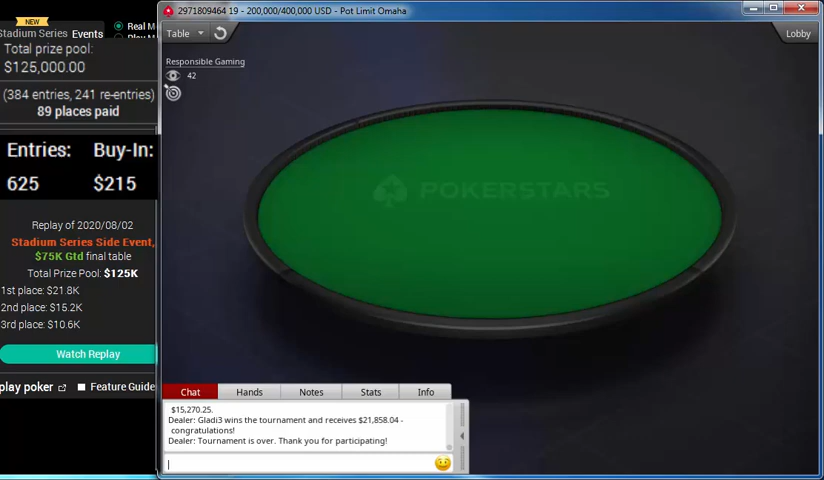 2971809464 19 - 200,000/400,000 USD - Pot Limit Omaha
NEW
Stadium Series Events
Real M
Total prize pool:
$125,000.00
(384 entries, 241 re-entries)
89 places paid
Entries: Buy-In:
625 $215
Replay of 2020/08/02
Stadium Series Side Event,
$75K Gtd final table
Total Prize Pool: $125K
1st place: $21.8K
2nd place: $15.2K
3rd place: $10.6K
Watch Replay
play poker
Feature Guide
Table
Lobby
Responsible Gaming
42
POKERSTARS
Chat Hands Notes Stats Info
$15,270.25.
Dealer: Gladi3 wins the tournament and receives $21,858.04 -
congratulations!
Dealer: Tournament is over. Thank you for participating!